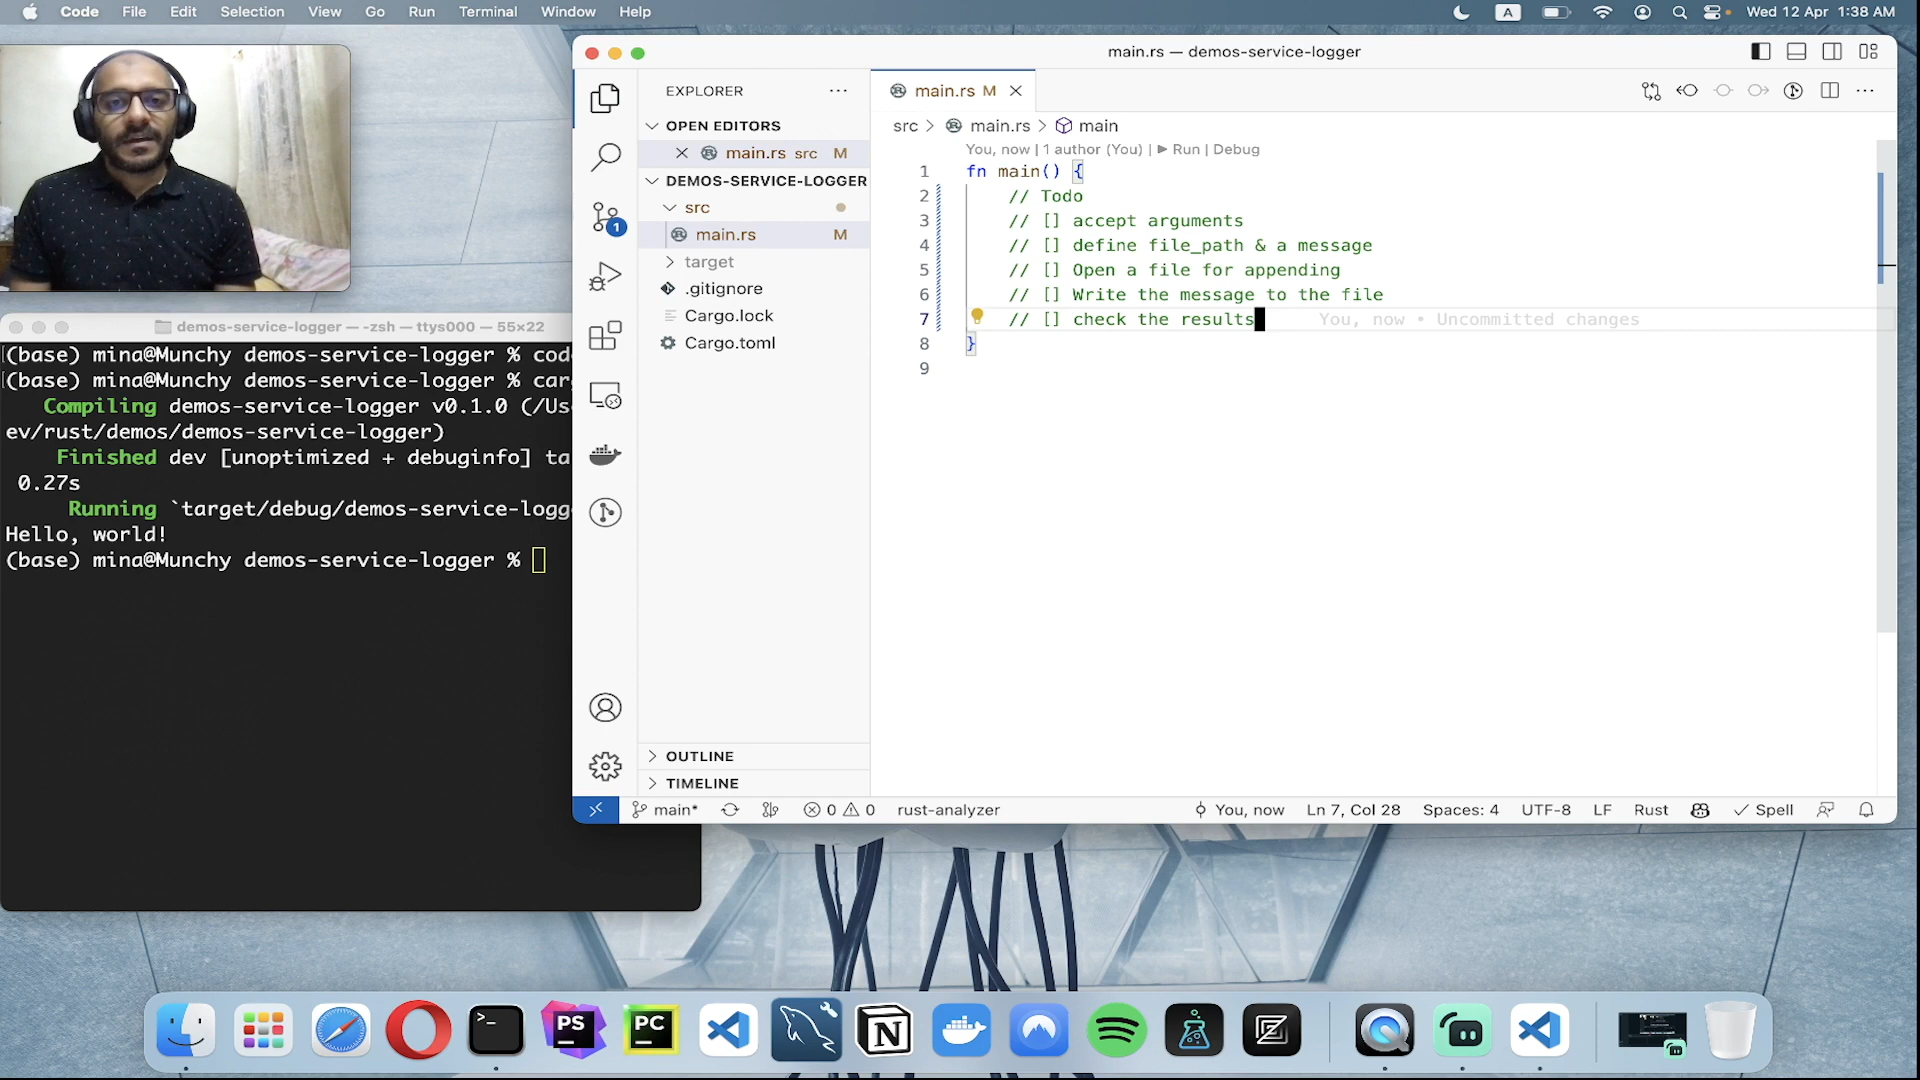 Code File Edit Selection View Go Run Terminal Window Help
A
Wed 12 Apr 1:38 AM
main.rs — demos-service-logger
EXPLORER
OPEN EDITORS
main.rs src M
DEMOS-SERVICE-LOGGER
src
main.rs M
target
.gitignore
Cargo.lock
Cargo.toml
OUTLINE
TIMELINE
1
main.rs M
src > main.rs > main
You, now | 1 author (You) | ▶ Run | Debug
1 fn main() {
2 // Todo
3 // [] accept arguments
4 // [] define file_path & a message
5 // [] Open a file for appending
6 // [] Write the message to the file
7 // [] check the results You, now • Uncommitted changes
8 }
9
main* 0 0 rust-analyzer You, now Ln 7, Col 28 Spaces: 4 UTF-8 LF Rust Spell
demos-service-logger — -zsh — ttys000 — 55×22
(base) mina@Munchy demos-service-logger % cod
(base) mina@Munchy demos-service-logger % car
Compiling demos-service-logger v0.1.0 (/Us
ev/rust/demos/demos-service-logger)
Finished dev [unoptimized + debuginfo] ta
0.27s
Running `target/debug/demos-service-logg
Hello, world!
(base) mina@Munchy demos-service-logger %
PS
PC
N
Z